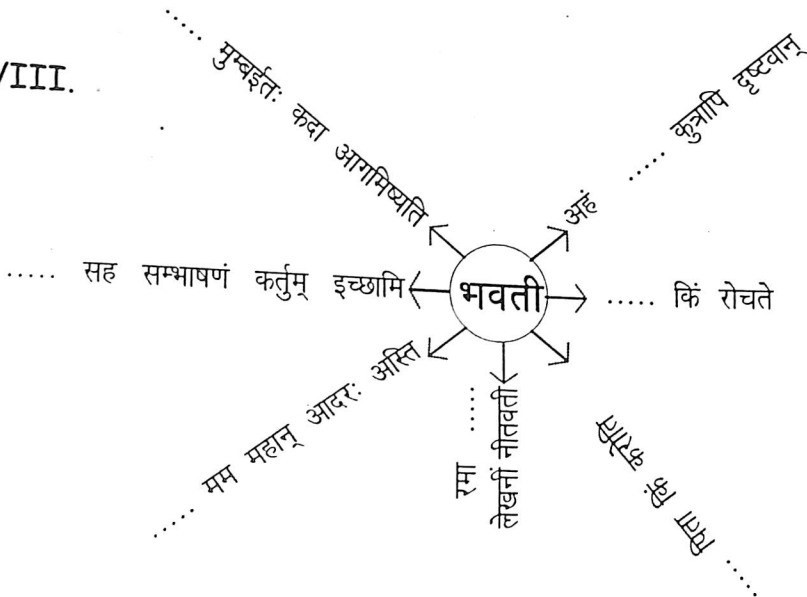 VIII.
..... मुम्बईतः कदा आगमिष्यति
अहं ..... कुत्रापि दृष्टवान्
..... सह सम्भाषणं कर्तुम् इच्छामि
भवती
..... किं रोचते
..... मम महान् आदरः अस्ति
रमा .....
लेखनीं नीतवती
पिता किं करोति .....